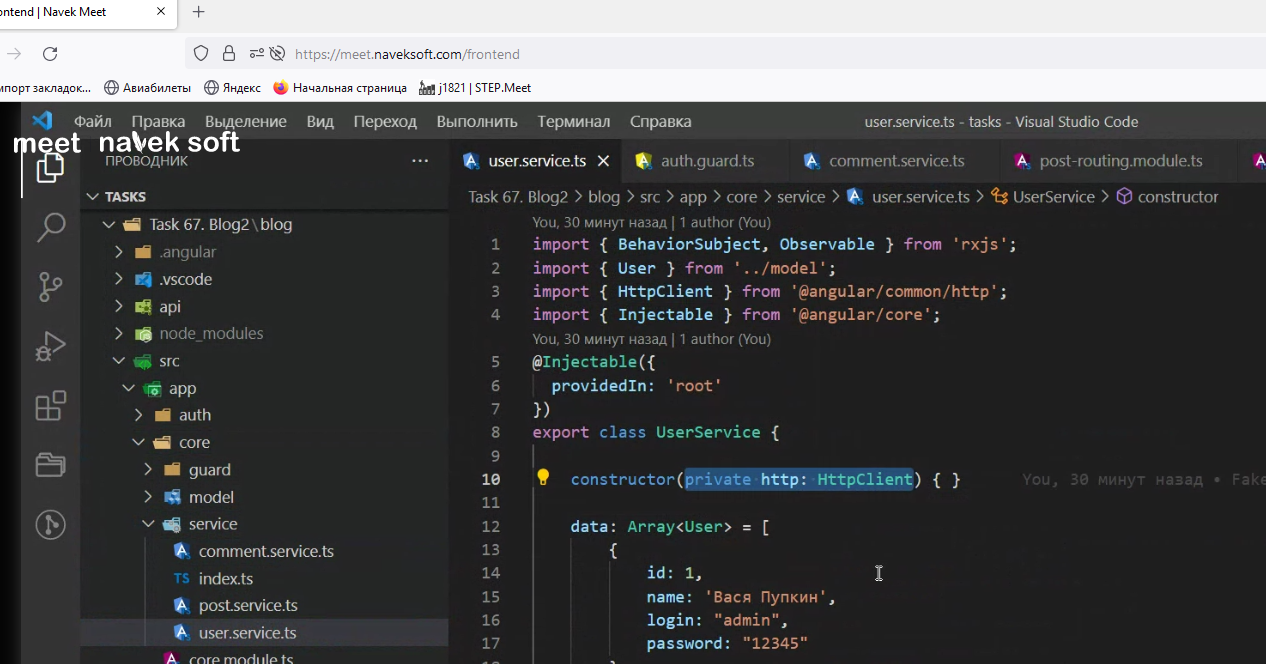 ontend | Navek Meet
https://meet.naveksoft.com/frontend
мпорт закладок... Авиабилеты Яндекс Начальная страница j1821 | STEP.Meet
Файл Правка Выделение Вид Переход Выполнить Терминал Справка user.service.ts - tasks - Visual Studio Code
meet navek soft
ПРОВОДНИК ...
user.service.ts auth.guard.ts comment.service.ts post-routing.module.ts
TASKS
Task 67. Blog2 \ blog
.angular
.vscode
api
node_modules
src
app
auth
core
guard
model
service
comment.service.ts
TS index.ts
post.service.ts
user.service.ts
core.module.ts
Task 67. Blog2 > blog > src > app > core > service > user.service.ts > UserService > constructor
You, 30 минут назад | 1 author (You)
1 import { BehaviorSubject, Observable } from 'rxjs';
2 import { User } from '../model';
3 import { HttpClient } from '@angular/common/http';
4 import { Injectable } from '@angular/core';
You, 30 минут назад | 1 author (You)
5 @Injectable({
6 providedIn: 'root'
7 })
8 export class UserService {
9
10 constructor(private http: HttpClient) { } You, 30 минут назад • Fake
11
12 data: Array<User> = [
13 {
14 id: 1,
15 name: 'Вася Пупкин',
16 login: "admin",
17 password: "12345"